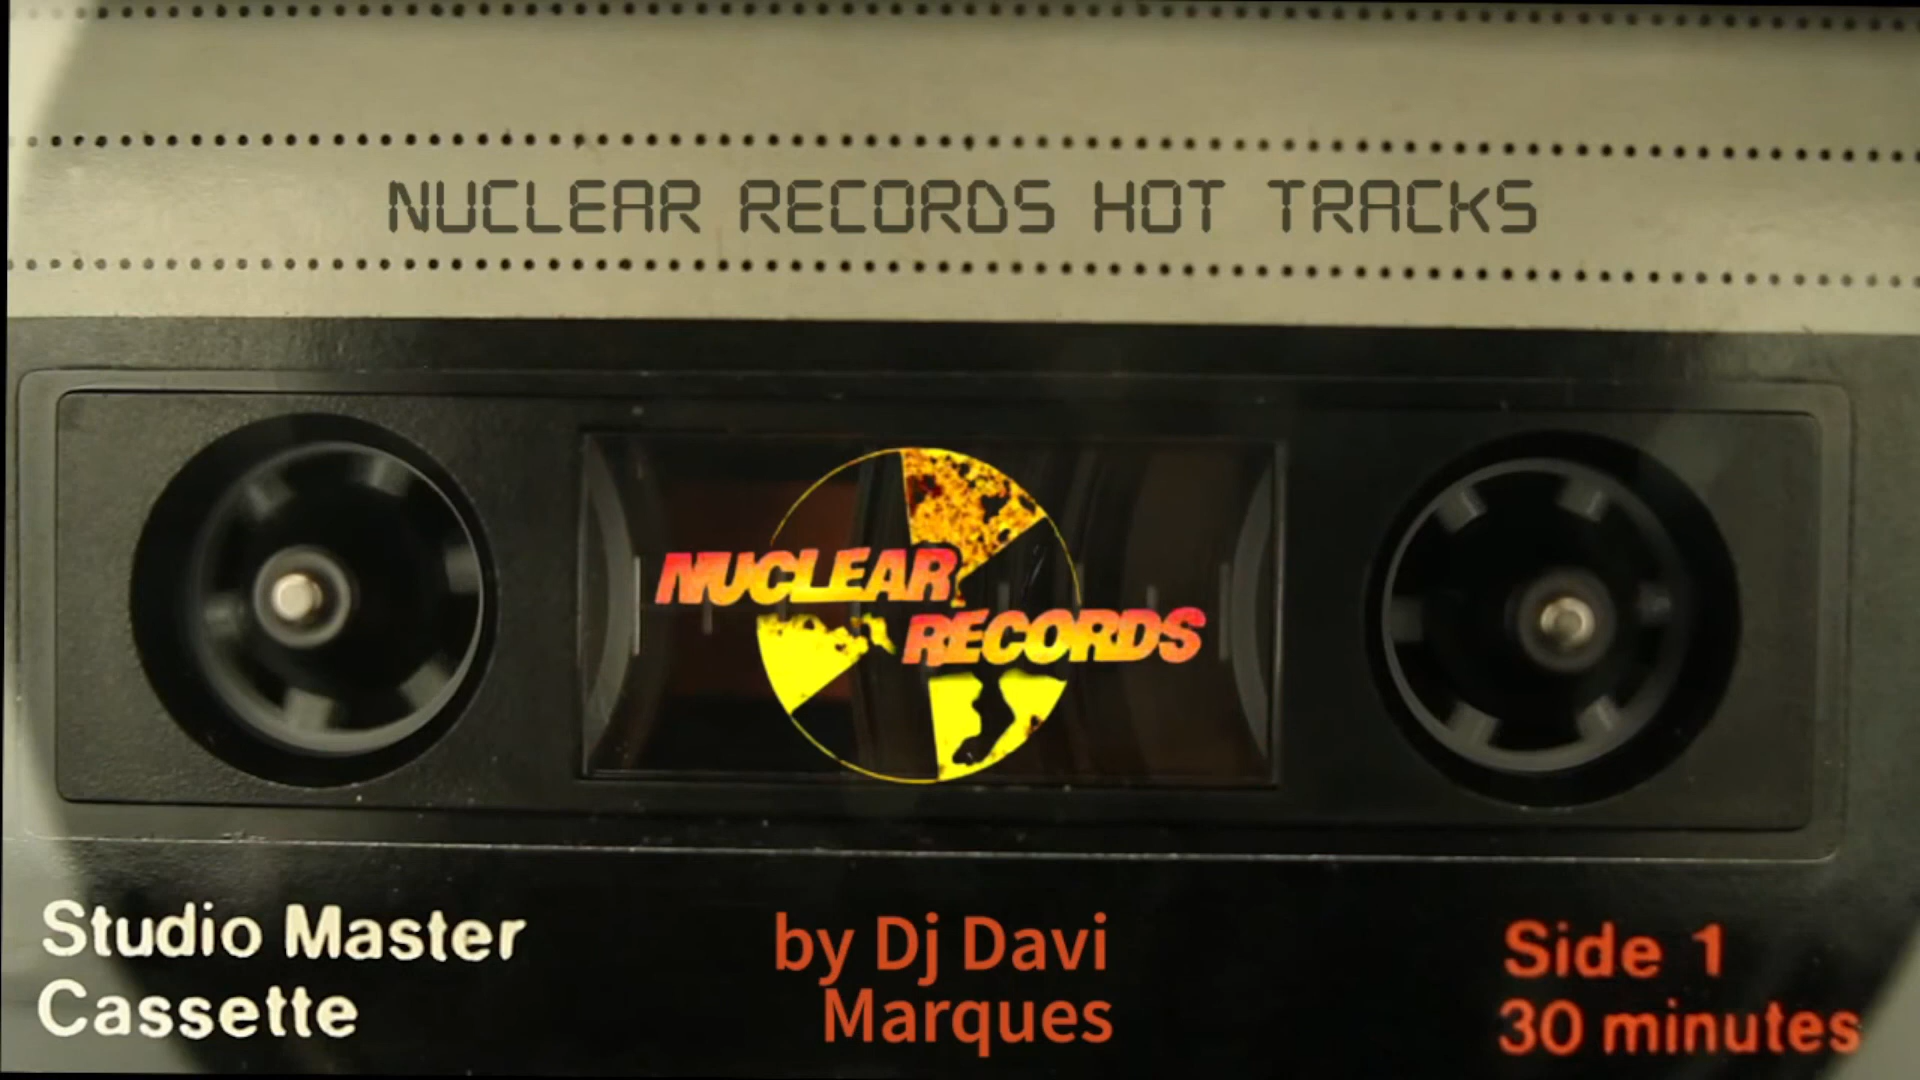 NUCLEAR RECORDS HOT TRACKS
NUCLEAR
RECORDS
Studio Master
Cassette
by Dj Davi
Marques
Side 1
30 minutes